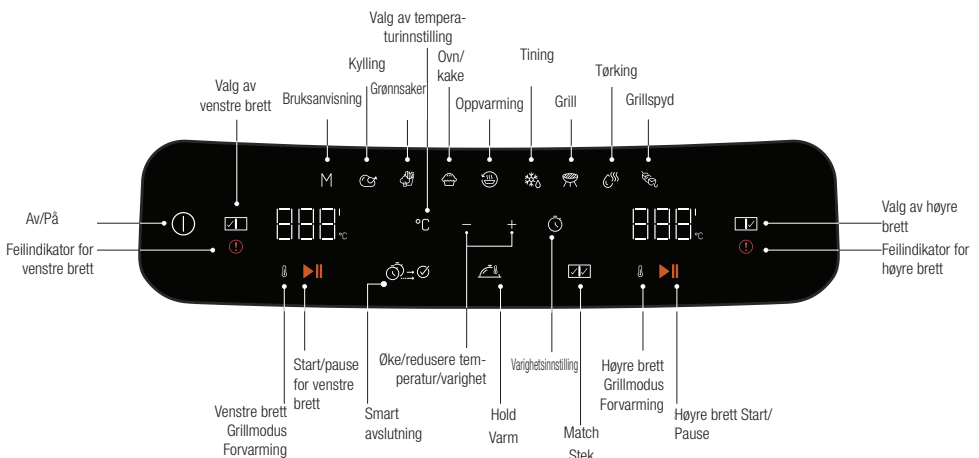 Valg av tempera-
turinnstilling
Kylling
Grønnsaker
Ovn/
kake
Tining
Tørking
Valg av
venstre brett
Bruksanvisning
Oppvarming
Grill
Grillspyd
M
Av/På
888'
°C
°C
−
+
888'
°C
Valg av høyre
brett
Feilindikator for
venstre brett
Feilindikator for
høyre brett
Start/pause
for venstre
brett
Øke/redusere tem-
peratur/varighet
Varighetsinnstilling
Høyre brett
Grillmodus
Forvarming
Venstre brett
Grillmodus
Forvarming
Smart
avslutning
Hold
Varm
Match
Stek
Høyre brett Start/
Pause